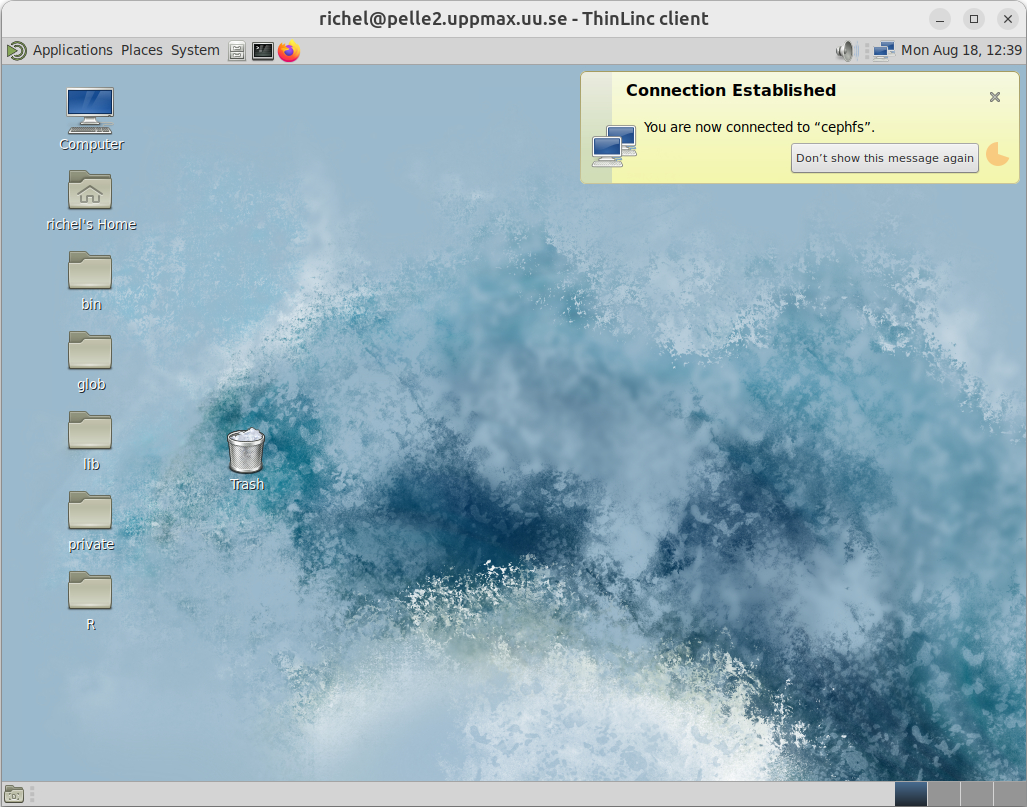 richel@pelle2.uppmax.uu.se - ThinLinc client
Applications Places System Mon Aug 18, 12:39
Connection Established
You are now connected to “cephfs”.
Don’t show this message again
Computer
richel's Home
bin
glob
lib
Trash
private
R